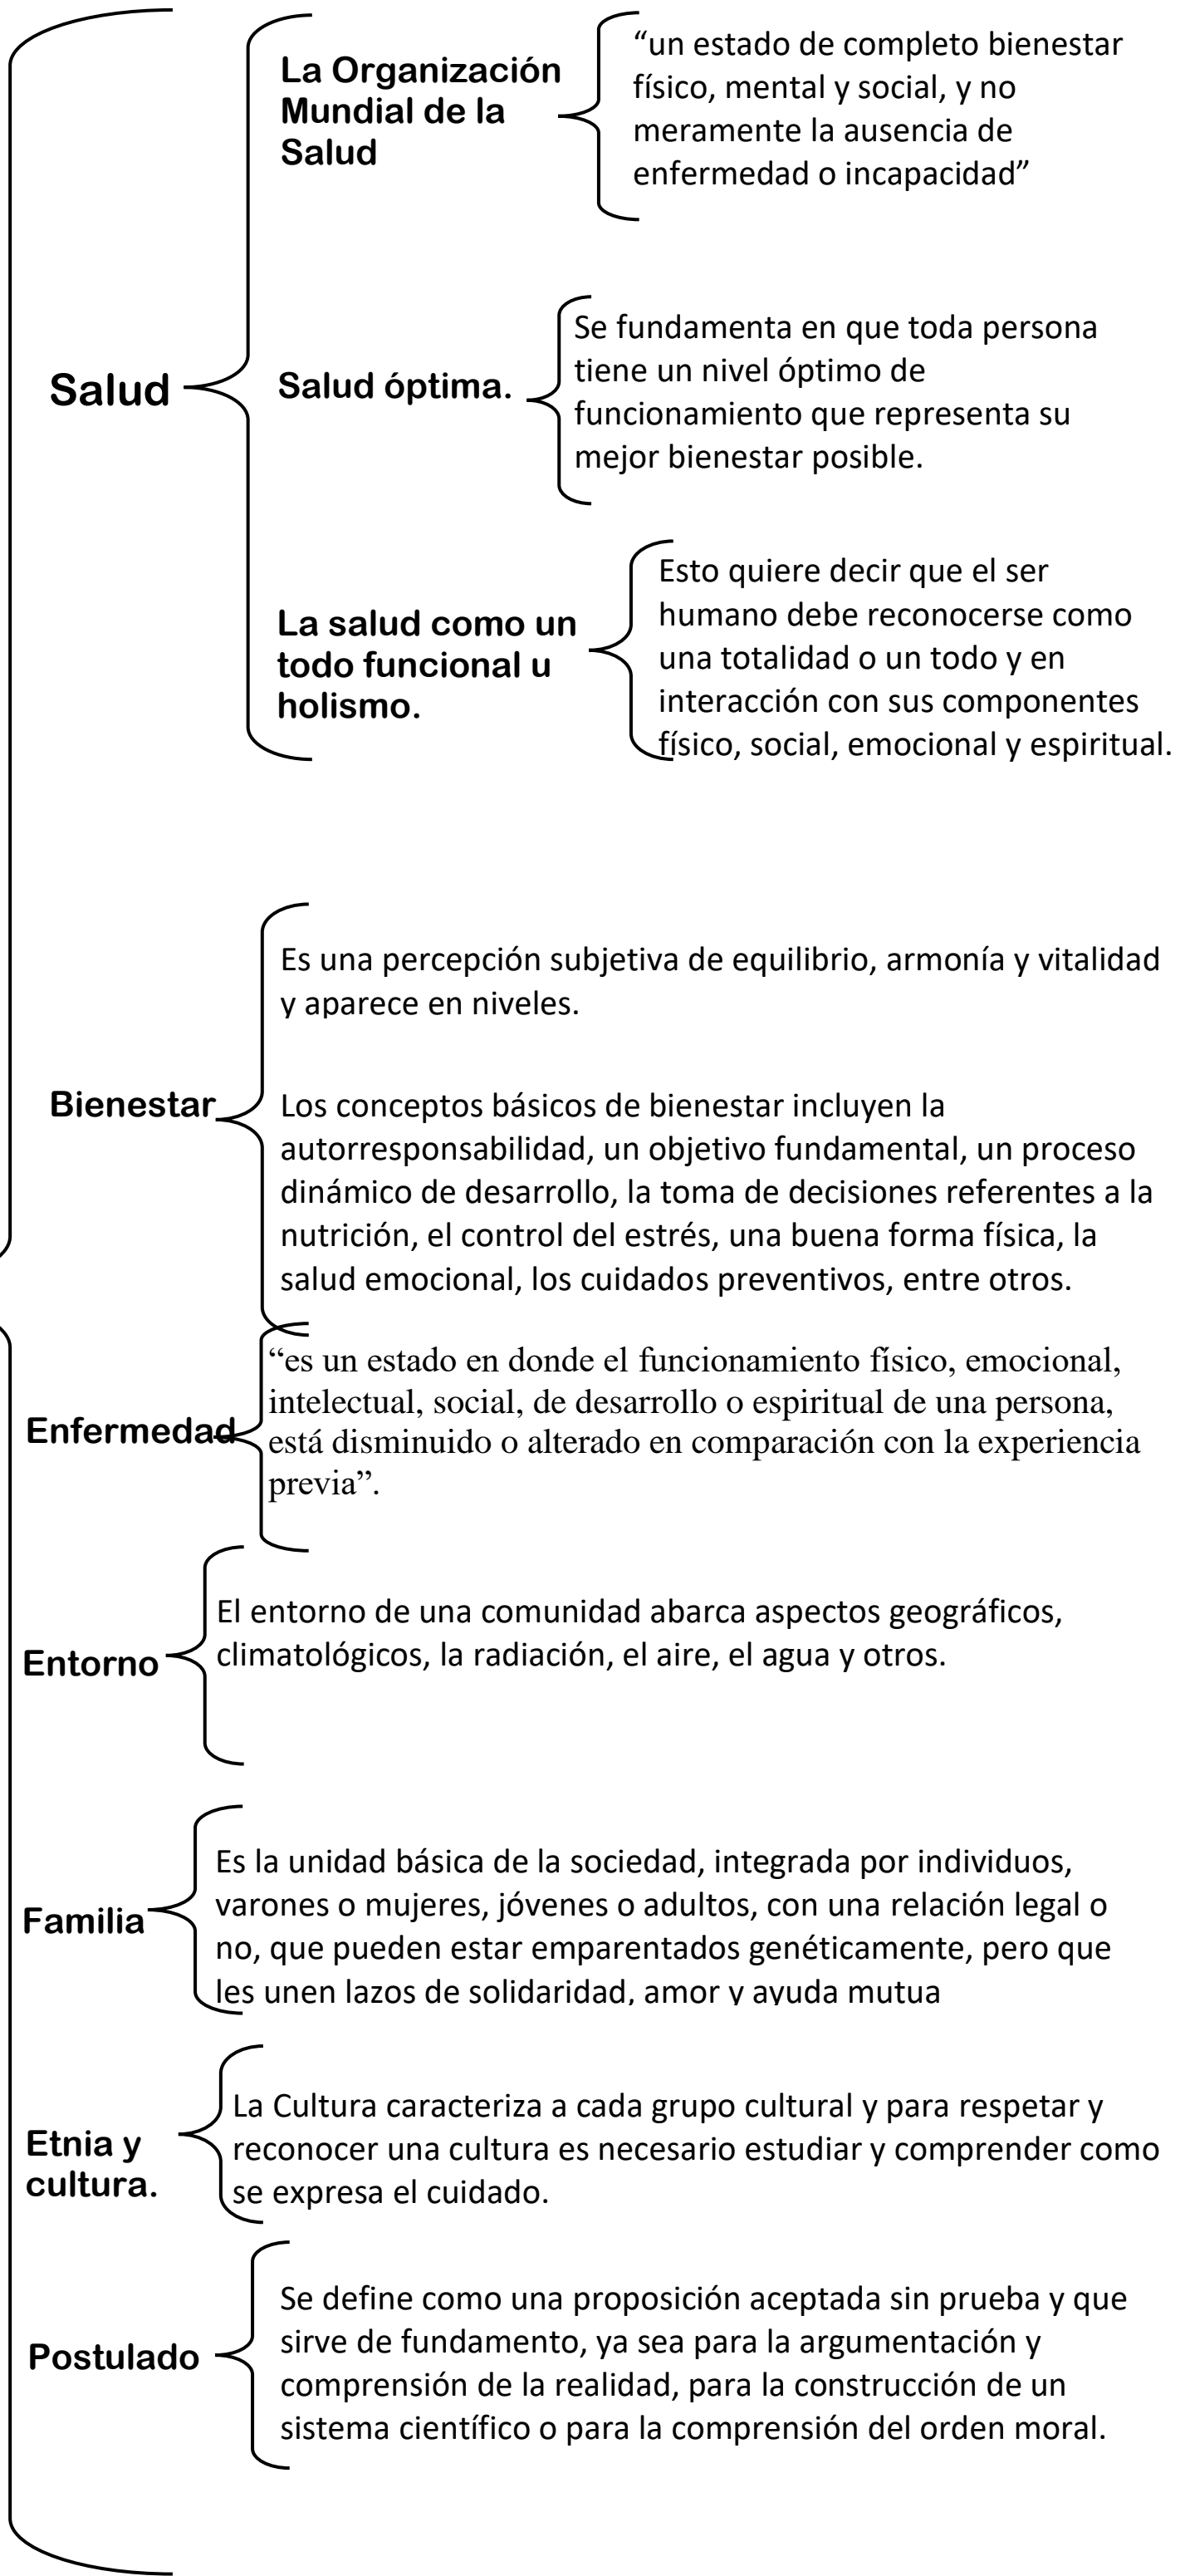 La Organización
Mundial de la
Salud
“un estado de completo bienestar
físico, mental y social, y no
meramente la ausencia de
enfermedad o incapacidad”
Salud
Salud óptima.
Se fundamenta en que toda persona
tiene un nivel óptimo de
funcionamiento que representa su
mejor bienestar posible.
La salud como un
todo funcional u
holismo.
Esto quiere decir que el ser
humano debe reconocerse como
una totalidad o un todo y en
interacción con sus componentes
físico, social, emocional y espiritual.
Bienestar
Es una percepción subjetiva de equilibrio, armonía y vitalidad
y aparece en niveles.
Los conceptos básicos de bienestar incluyen la
autorresponsabilidad, un objetivo fundamental, un proceso
dinámico de desarrollo, la toma de decisiones referentes a la
nutrición, el control del estrés, una buena forma física, la
salud emocional, los cuidados preventivos, entre otros.
Enfermedad
“es un estado en donde el funcionamiento físico, emocional,
intelectual, social, de desarrollo o espiritual de una persona,
está disminuido o alterado en comparación con la experiencia
previa”.
Entorno
El entorno de una comunidad abarca aspectos geográficos,
climatológicos, la radiación, el aire, el agua y otros.
Familia
Es la unidad básica de la sociedad, integrada por individuos,
varones o mujeres, jóvenes o adultos, con una relación legal o
no, que pueden estar emparentados genéticamente, pero que
les unen lazos de solidaridad, amor y ayuda mutua
Etnia y
cultura.
La Cultura caracteriza a cada grupo cultural y para respetar y
reconocer una cultura es necesario estudiar y comprender como
se expresa el cuidado.
Postulado
Se define como una proposición aceptada sin prueba y que
sirve de fundamento, ya sea para la argumentación y
comprensión de la realidad, para la construcción de un
sistema científico o para la comprensión del orden moral.